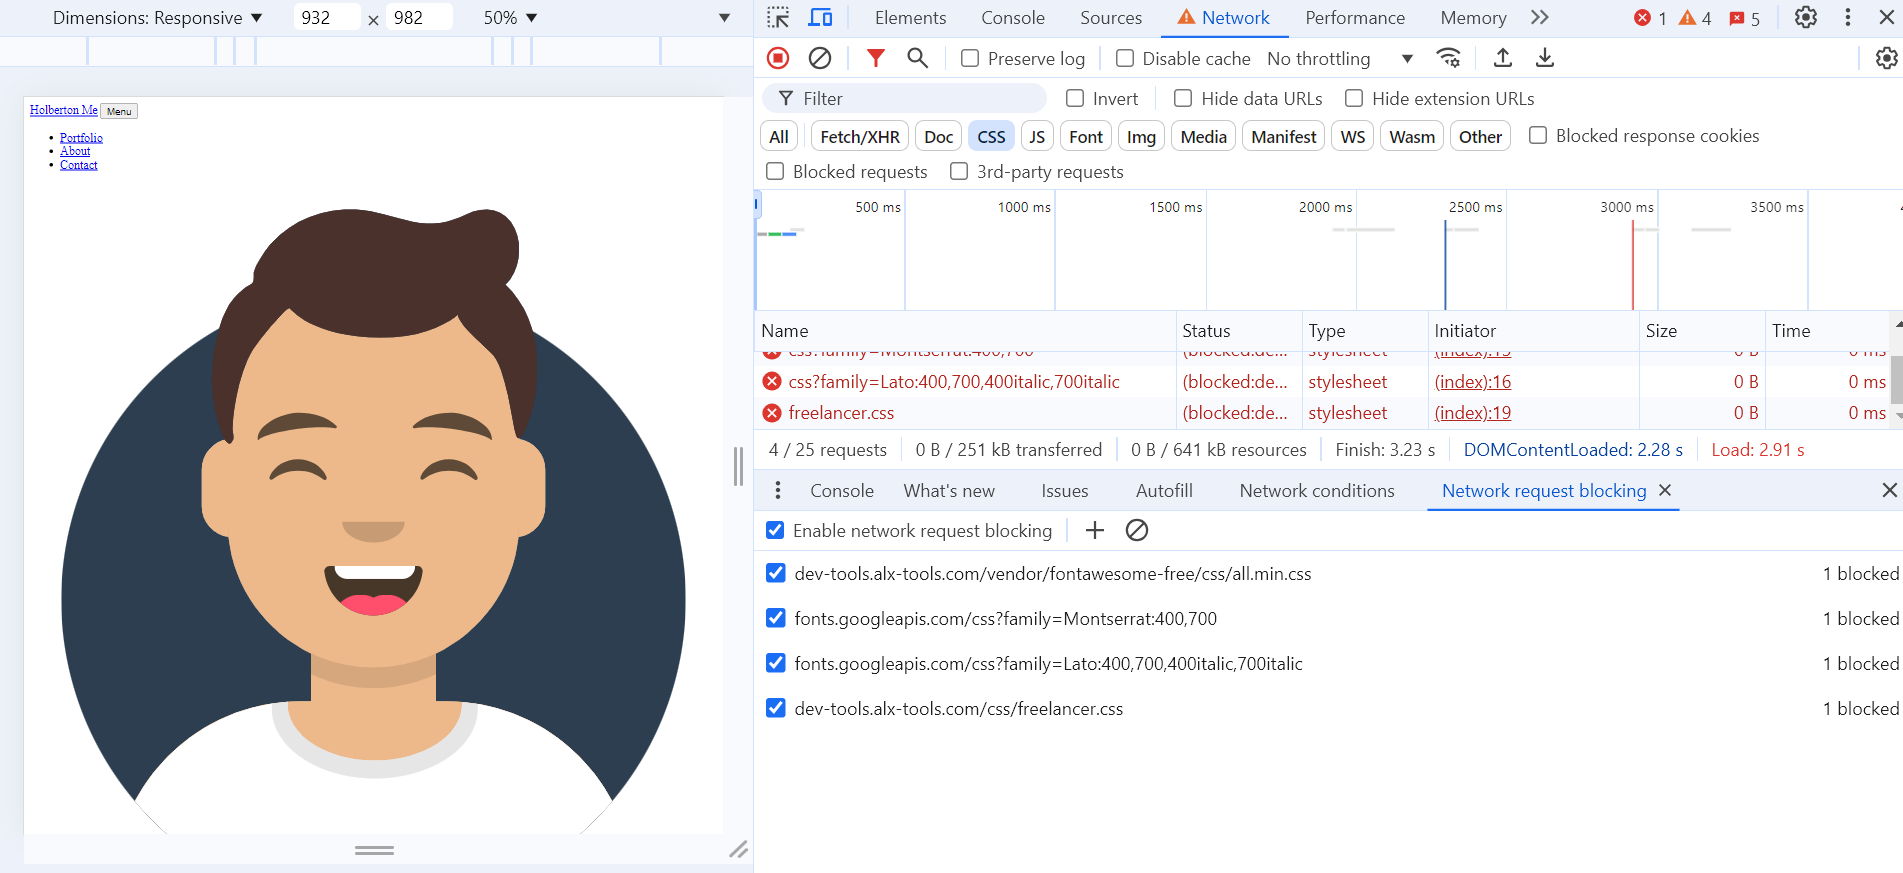 Dimensions: Responsive 932 × 982 50%
Holberton Me Menu
Portfolio
About
Contact
Elements Console Sources Network Performance Memory 1 4 5
Preserve log Disable cache No throttling
Filter Invert Hide data URLs Hide extension URLs
All Fetch/XHR Doc CSS JS Font Img Media Manifest WS Wasm Other Blocked response cookies
Blocked requests 3rd-party requests
500 ms 1000 ms 1500 ms 2000 ms 2500 ms 3000 ms 3500 ms
Name Status Type Initiator Size Time
css?family=Montserrat:400,700 (blocked:de... stylesheet (index):15 0 B 0 ms
css?family=Lato:400,700,400italic,700italic (blocked:de... stylesheet (index):16 0 B 0 ms
freelancer.css (blocked:de... stylesheet (index):19 0 B 0 ms
4 / 25 requests 0 B / 251 kB transferred 0 B / 641 kB resources Finish: 3.23 s DOMContentLoaded: 2.28 s Load: 2.91 s
Console What's new Issues Autofill Network conditions Network request blocking
Enable network request blocking
dev-tools.alx-tools.com/vendor/fontawesome-free/css/all.min.css 1 blocked
fonts.googleapis.com/css?family=Montserrat:400,700 1 blocked
fonts.googleapis.com/css?family=Lato:400,700,400italic,700italic 1 blocked
dev-tools.alx-tools.com/css/freelancer.css 1 blocked